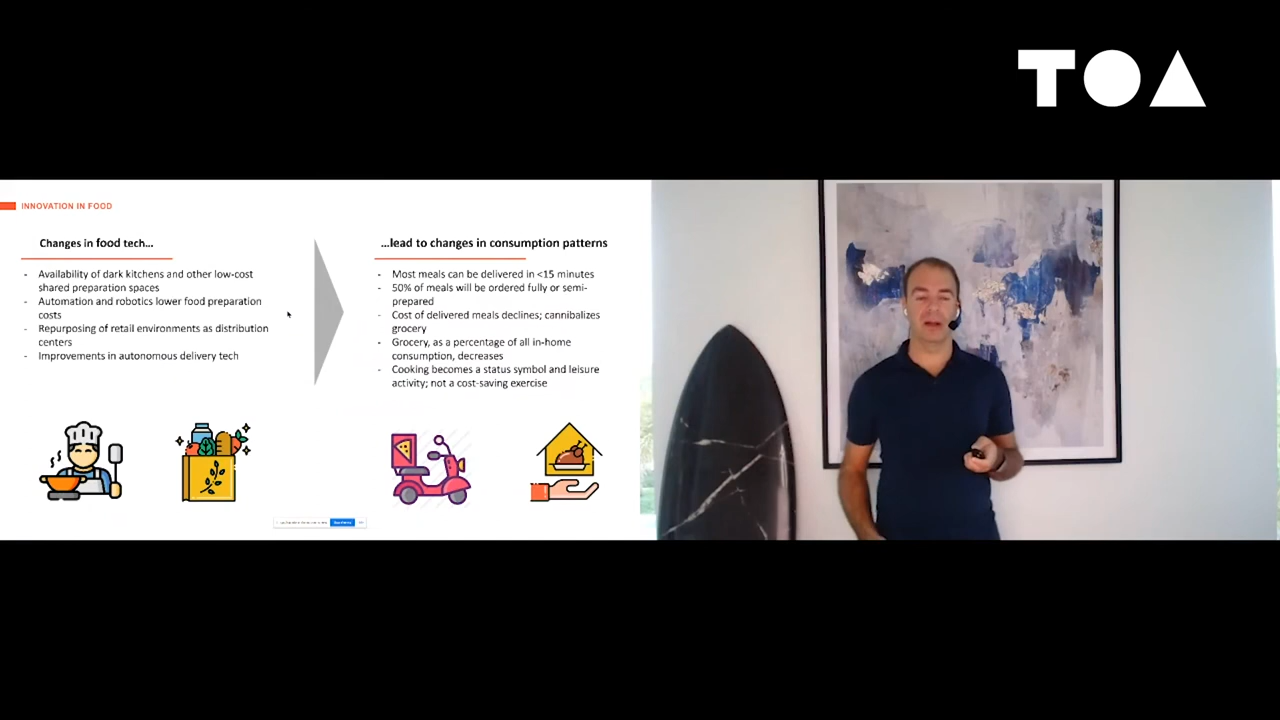 TOA
INNOVATION IN FOOD
Changes in food tech...
- Availability of dark kitchens and other low-cost
shared preparation spaces
- Automation and robotics lower food preparation
costs
- Repurposing of retail environments as distribution
centers
- Improvements in autonomous delivery tech
...lead to changes in consumption patterns
- Most meals can be delivered in <15 minutes
- 50% of meals will be ordered fully or semi-
prepared
- Cost of delivered meals declines; cannibalizes
grocery
- Grocery, as a percentage of all in-home
consumption, decreases
- Cooking becomes a status symbol and leisure
activity; not a cost-saving exercise